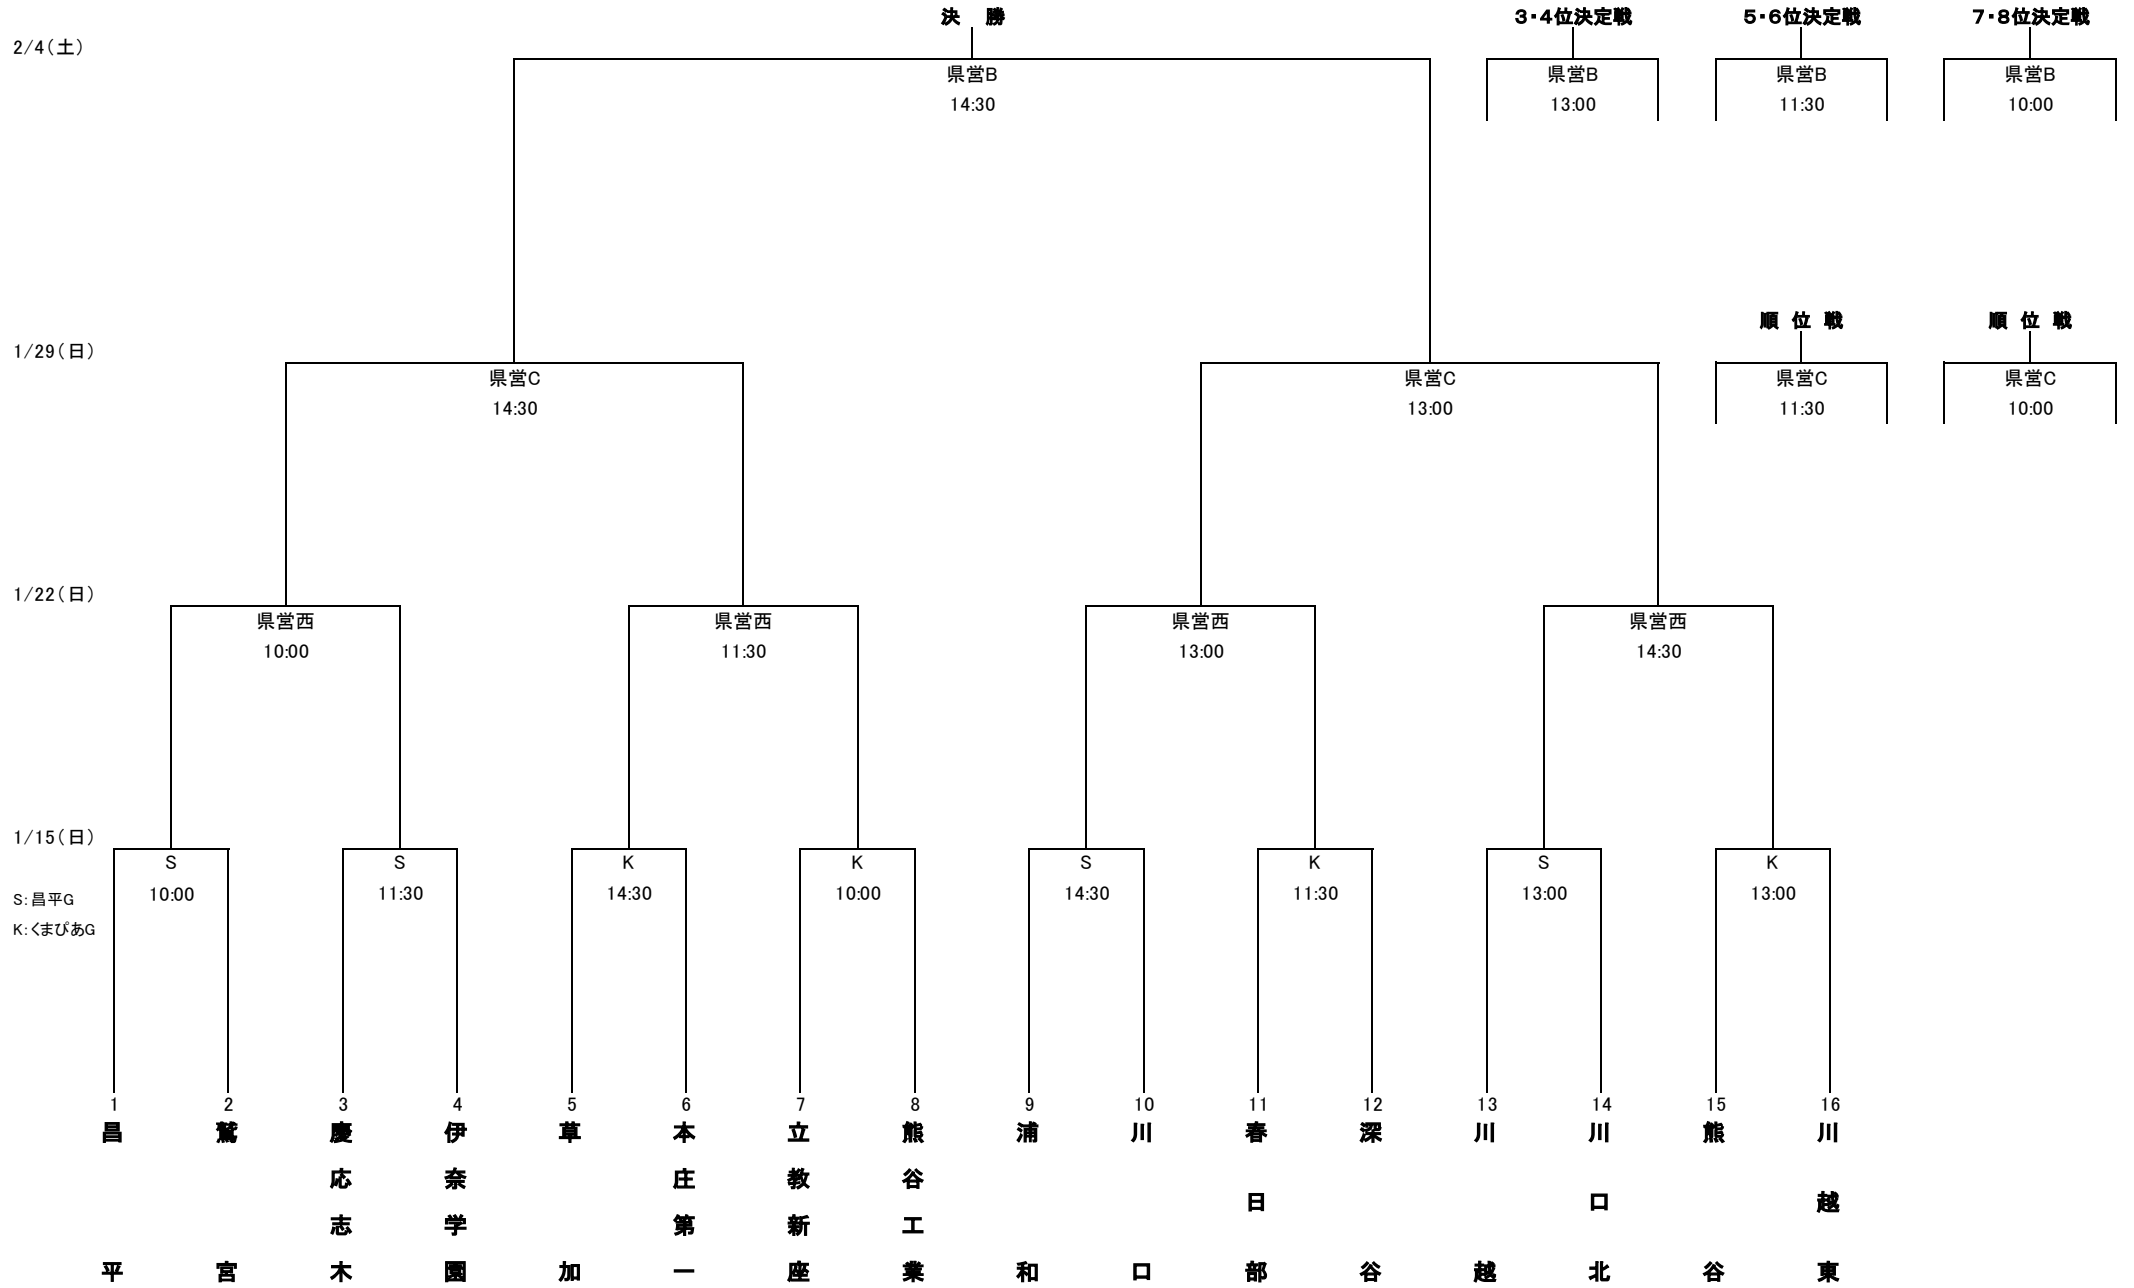 決　勝
3・4位決定戦
5・6位決定戦
7・8位決定戦
2/4(土)
県営B
14:30
県営B
13:00
県営B
11:30
県営B
10:00
順 位 戦
順 位 戦
1/29(日)
県営C
14:30
県営C
13:00
県営C
11:30
県営C
10:00
1/22(日)
県営西
10:00
県営西
11:30
県営西
13:00
県営西
14:30
1/15(日)
S
10:00
S
11:30
K
14:30
K
10:00
S
14:30
K
11:30
S
13:00
K
13:00
S:昌平G
K:くまぴあG
1
昌平
2
鷲宮
3
慶応志木
4
伊奈学園
5
草加
6
本庄第一
7
立教新座
8
熊谷工業
9
浦和
10
川口
11
春日部
12
深谷
13
川越
14
川口北
15
熊谷
16
川越東